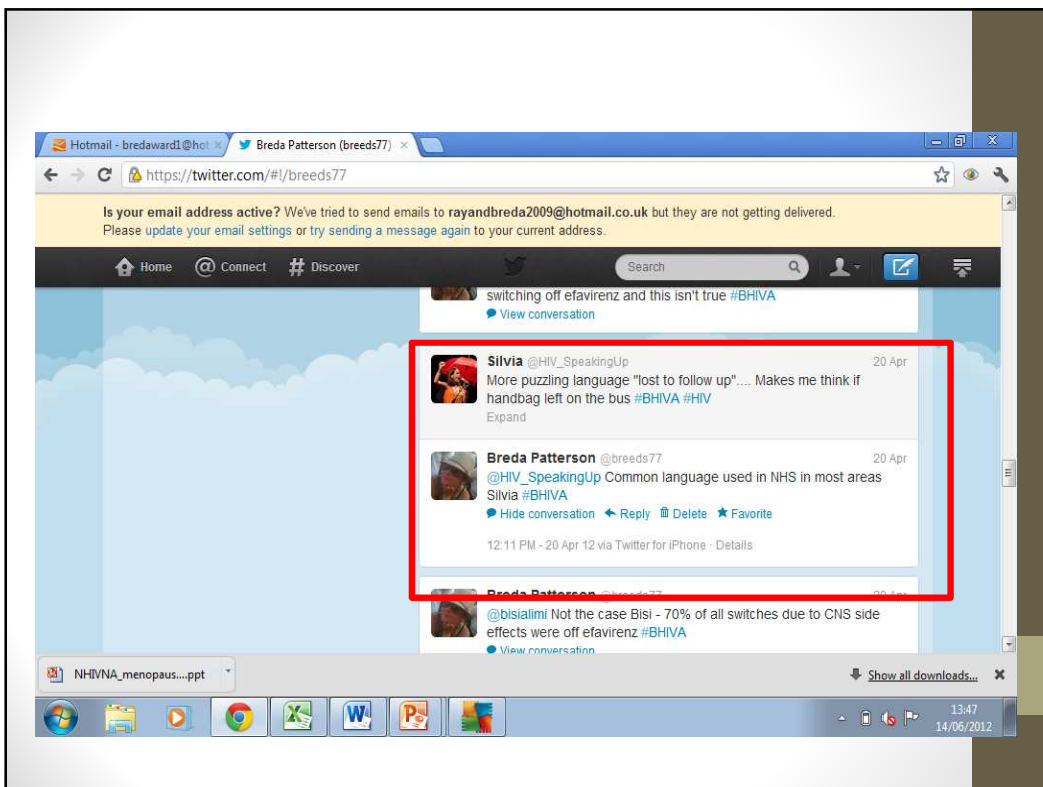 Hotmail - bredaward1@hot
Breda Patterson (breeds77)
https://twitter.com/#!/breeds77
Is your email address active? We've tried to send emails to rayandbreda2009@hotmail.co.uk but they are not getting delivered.
Please update your email settings or try sending a message again to your current address.
Home @ Connect # Discover Search
switching off efavirenz and this isn't true #BHIVA
View conversation
Silvia @HIV_SpeakingUp 20 Apr
More puzzling language "lost to follow up".... Makes me think if
handbag left on the bus #BHIVA #HIV
Expand
Breda Patterson @breeds77 20 Apr
@HIV_SpeakingUp Common language used in NHS in most areas
Silvia #BHIVA
Hide conversation Reply Delete Favorite
12:11 PM - 20 Apr 12 via Twitter for iPhone · Details
Breda Patterson @breeds77 20 Apr
@bisialimi Not the case Bisi - 70% of all switches due to CNS side
effects were off efavirenz #BHIVA
View conversation
NHIVNA_menopaus....ppt Show all downloads...
13:47
14/06/2012